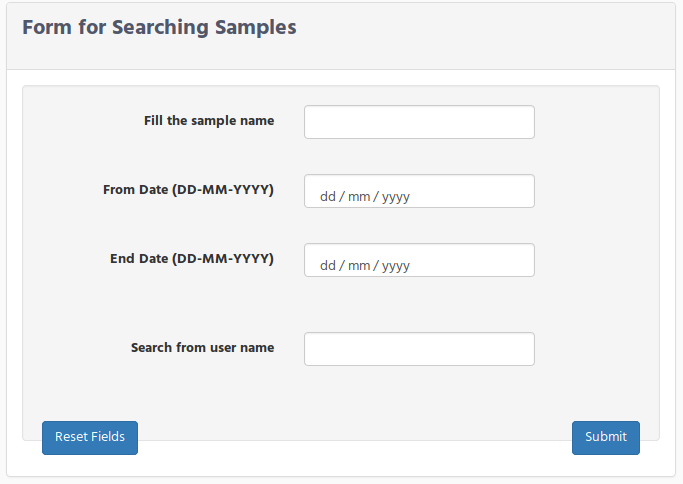 Form for Searching Samples
Fill the sample name
From Date (DD-MM-YYYY)
dd / mm / yyyy
End Date (DD-MM-YYYY)
dd / mm / yyyy
Search from user name
Reset Fields
Submit